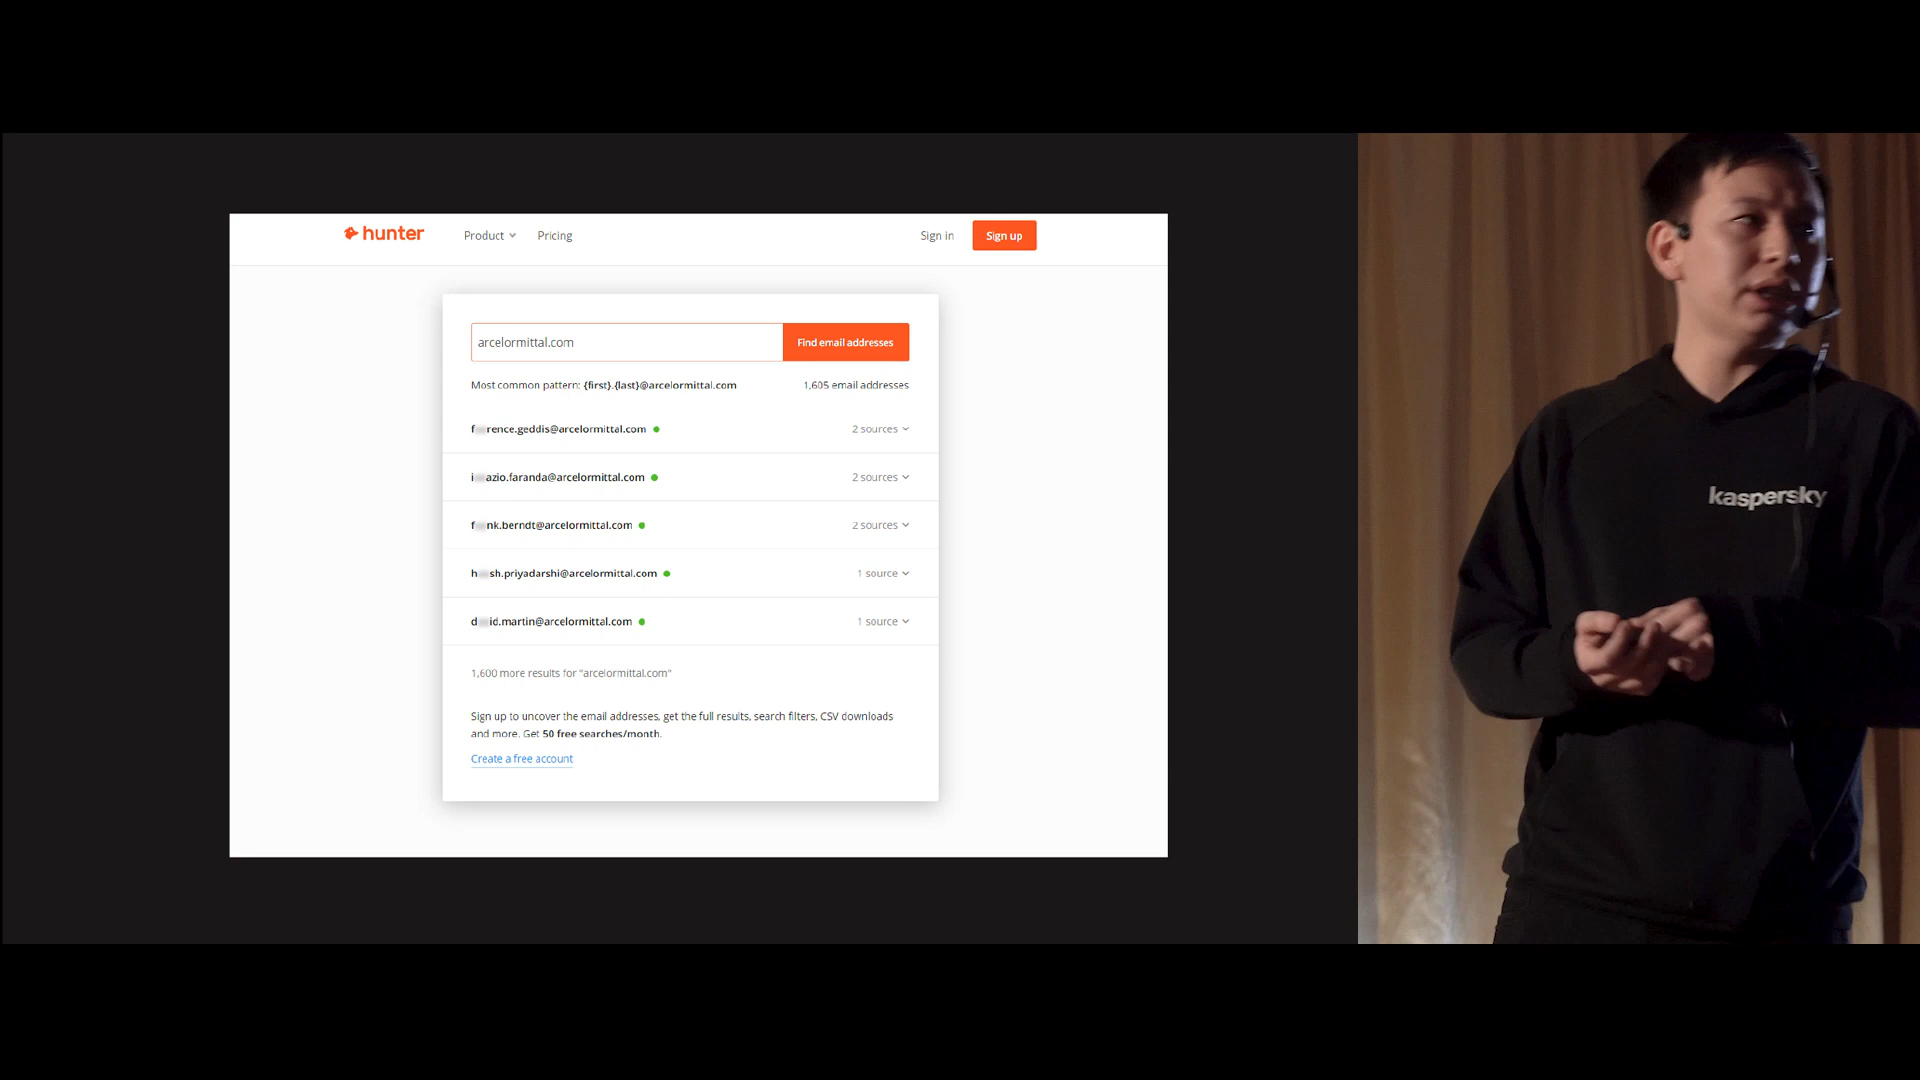 hunter
Product
Pricing
Sign in
Sign up
arcelormittal.com
Find email addresses
Most common pattern: {first}.{last}@arcelormittal.com
1,605 email addresses
f rence.geddis@arcelormittal.com
2 sources
i azio.faranda@arcelormittal.com
2 sources
f nk.berndt@arcelormittal.com
2 sources
h sh.priyadarshi@arcelormittal.com
1 source
d id.martin@arcelormittal.com
1 source
1,600 more results for "arcelormittal.com"
Sign up to uncover the email addresses, get the full results, search filters, CSV downloads
and more. Get 50 free searches/month.
Create a free account
kaspersky